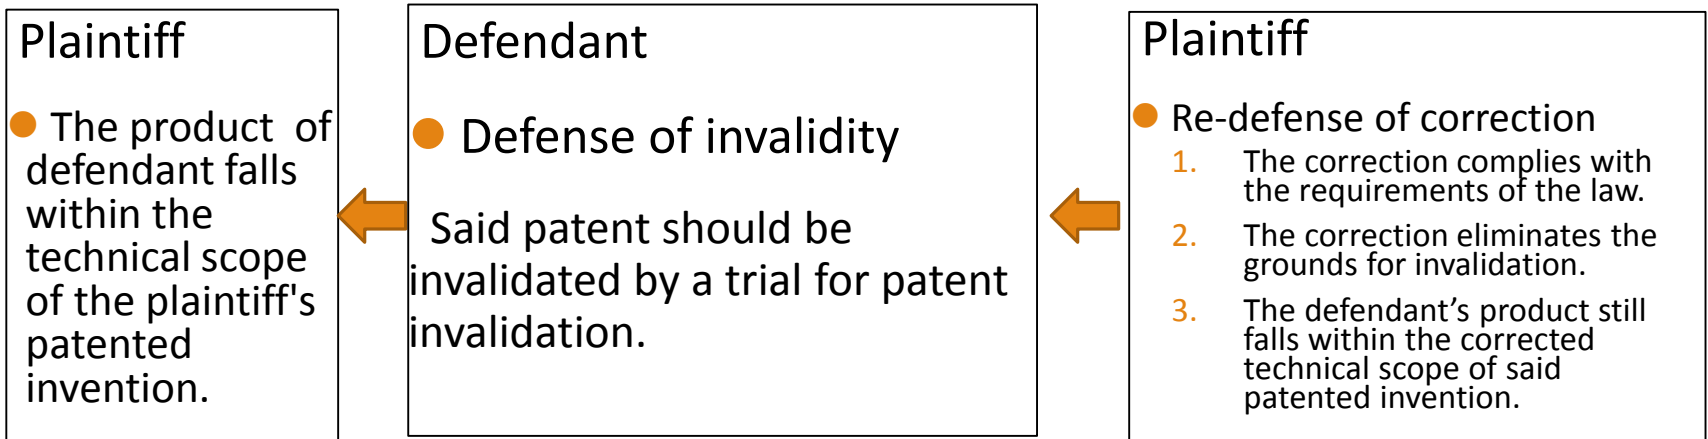 Plaintiff
The product of
defendant falls
within the
technical scope
of the plaintiff's
patented
invention.
Defendant
Defense of invalidity
Said patent should be
invalidated by a trial for patent
invalidation.
Plaintiff
Re-defense of correction
1. The correction complies with
the requirements of the law.
2. The correction eliminates the
grounds for invalidation.
3. The defendant’s product still
falls within the corrected
technical scope of said
patented invention.